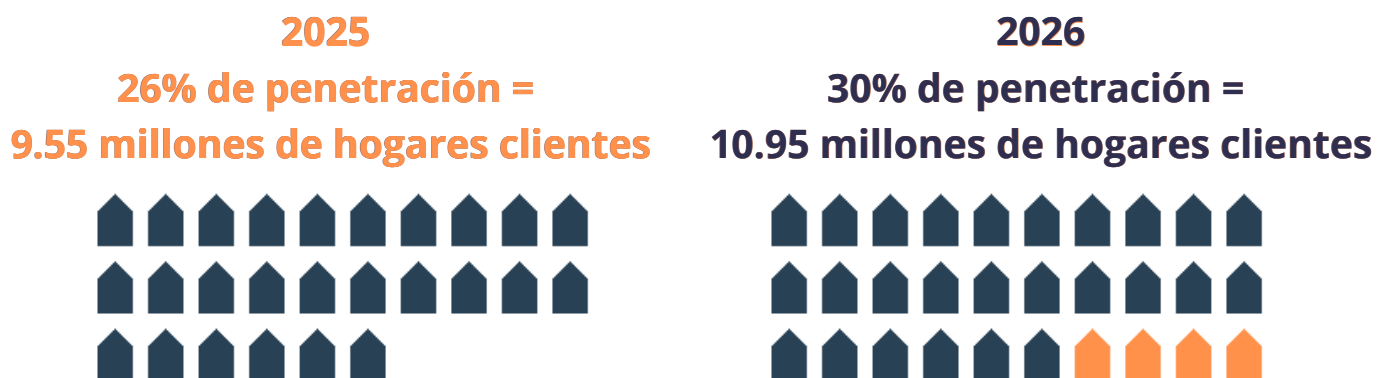 2025
26% de penetración =
9.55 millones de hogares clientes
2026
30% de penetración =
10.95 millones de hogares clientes